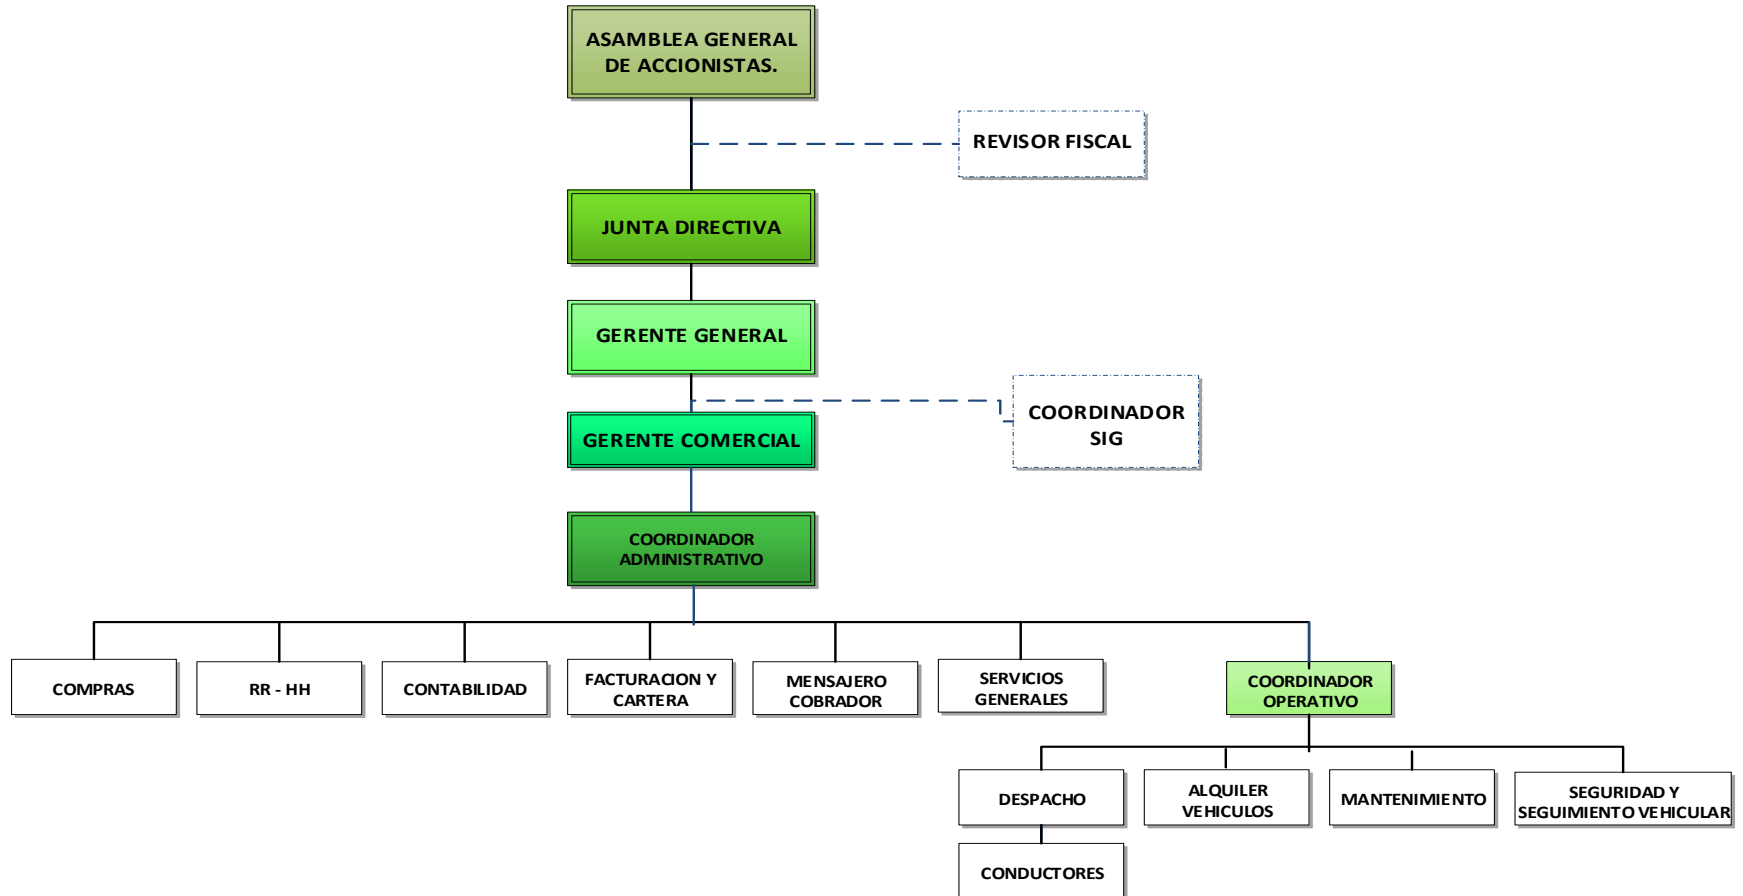 ASAMBLEA GENERAL
DE ACCIONISTAS.
REVISOR FISCAL
JUNTA DIRECTIVA
GERENTE GENERAL
COORDINADOR
SIG
GERENTE COMERCIAL
COORDINADOR
ADMINISTRATIVO
COMPRAS
RR - HH
CONTABILIDAD
FACTURACION Y
CARTERA
MENSAJERO
COBRADOR
SERVICIOS
GENERALES
COORDINADOR
OPERATIVO
DESPACHO
ALQUILER
VEHICULOS
MANTENIMIENTO
SEGURIDAD Y
SEGUIMIENTO VEHICULAR
CONDUCTORES